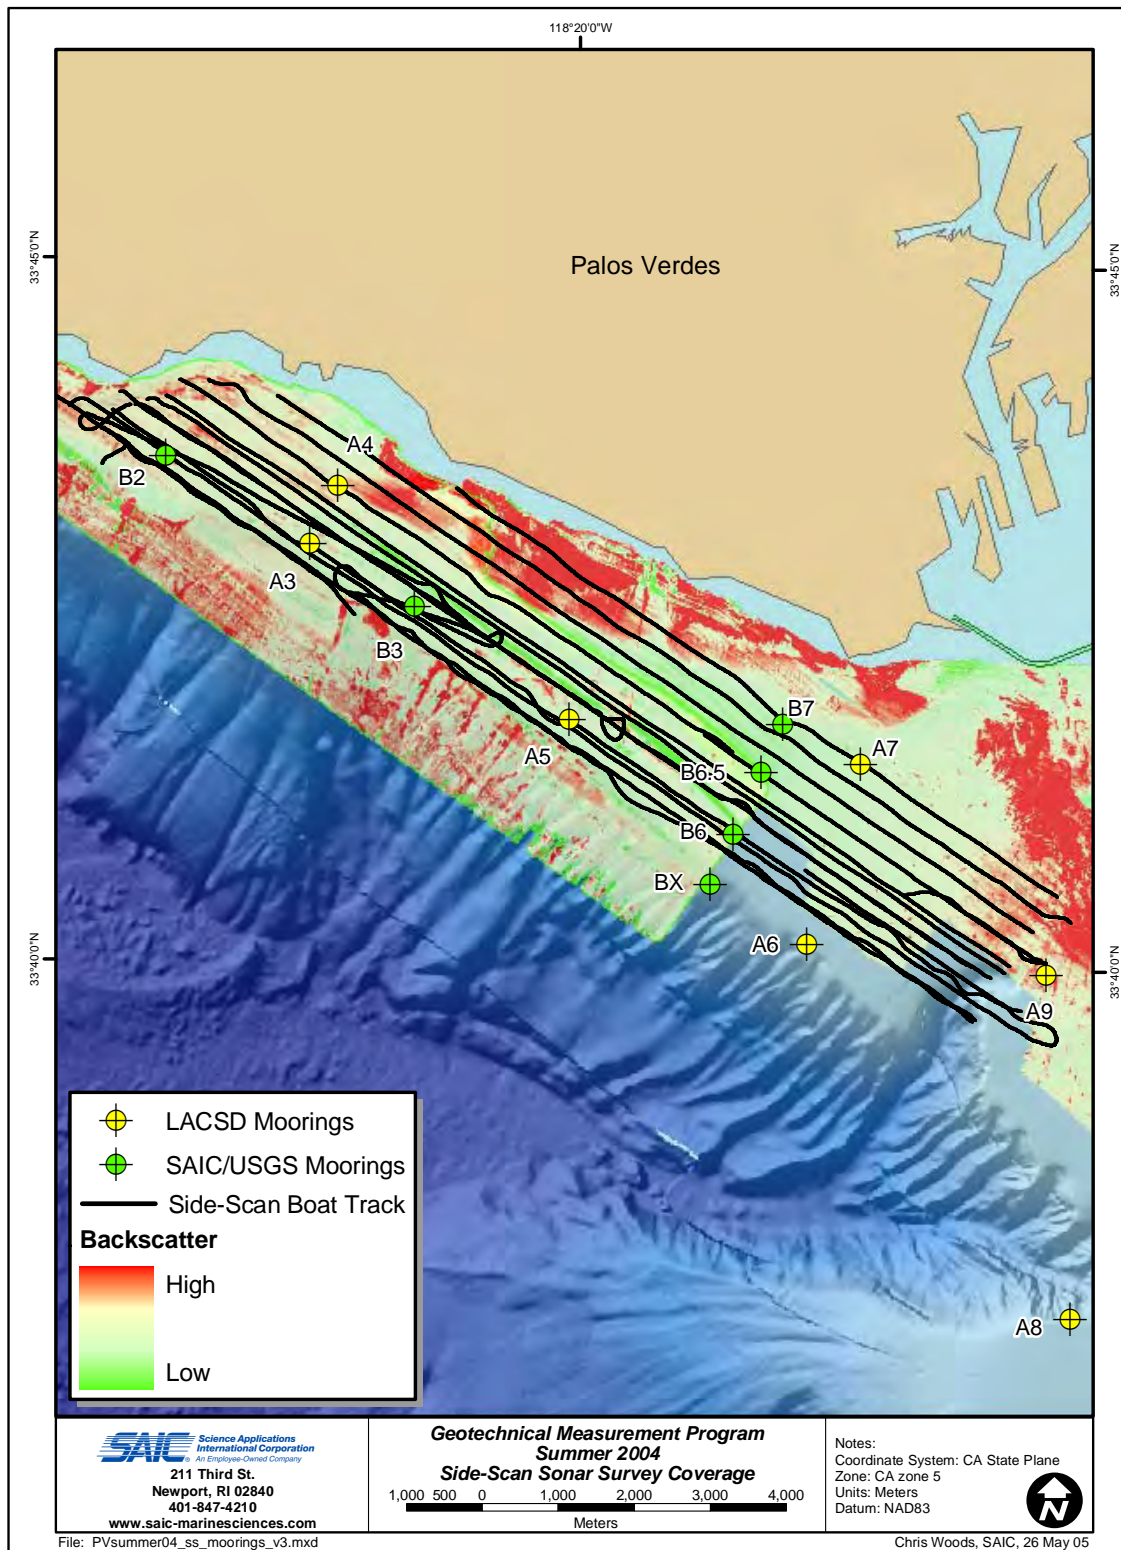 118°20'0"W
33°45'0"N
33°45'0"N
Palos Verdes
A4
B2
A3
B3
B7
A5
A7
B6.5
B6
BX
A6
33°40'0"N
33°40'0"N
A9
A8
LACSD Moorings
SAIC/USGS Moorings
Side-Scan Boat Track
Backscatter
High
Low
SAIC Science Applications
International Corporation
An Employee-Owned Company
211 Third St.
Newport, RI 02840
401-847-4210
www.saic-marinesciences.com
Geotechnical Measurement Program
Summer 2004
Side-Scan Sonar Survey Coverage
1,000 500 0 1,000 2,000 3,000 4,000
Meters
Notes:
Coordinate System: CA State Plane
Zone: CA zone 5
Units: Meters
Datum: NAD83
N
File: PVsummer04_ss_moorings_v3.mxd
Chris Woods, SAIC, 26 May 05